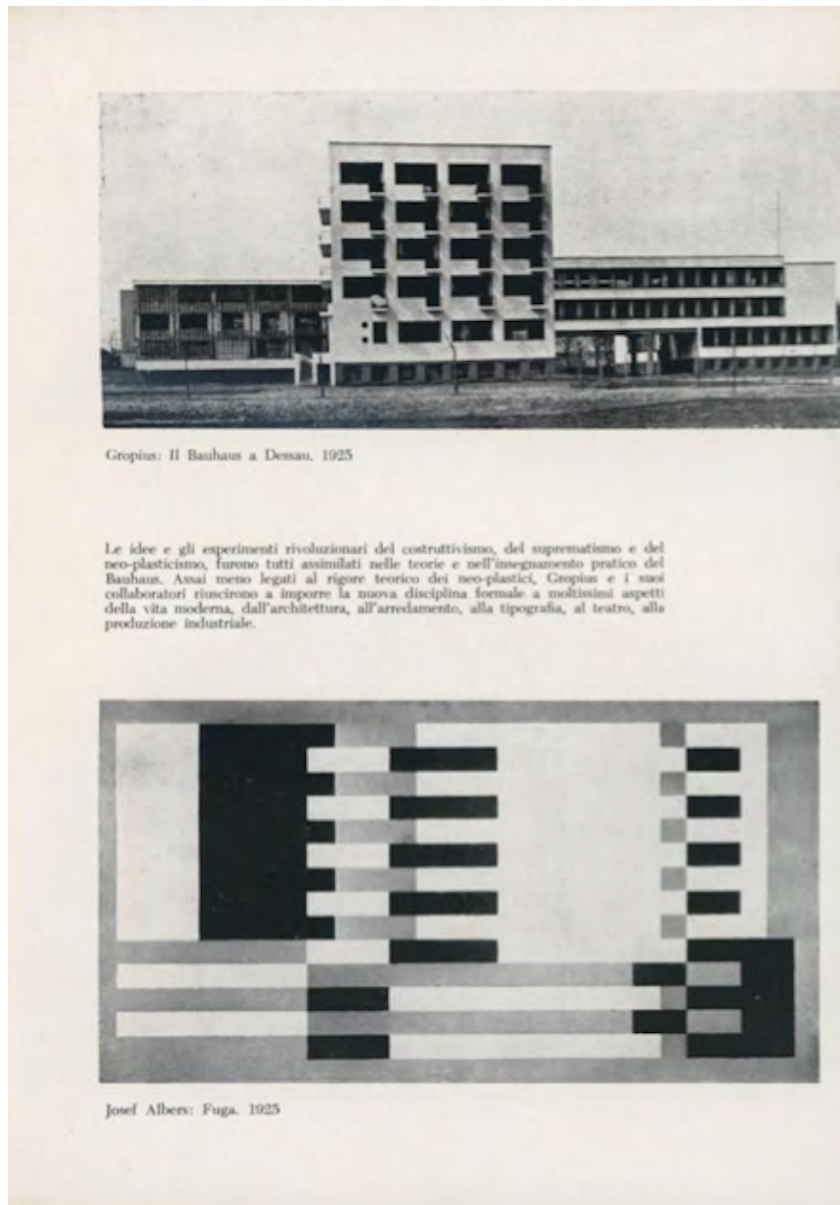 Gropius: Il Bauhaus a Dessau. 1925
Le idee e gli esperimenti rivoluzionari del costruttivismo, del suprematismo e del
neo-plasticismo, furono tutti assimilati nelle teorie e nell'insegnamento pratico del
Bauhaus. Assai meno legati al rigore teorico dei neo-plastici, Gropius e i suoi
collaboratori riuscirono a imporre la nuova disciplina formale a moltissimi aspetti
della vita moderna, dall'architettura, all'arredamento, alla tipografia, al teatro, alla
produzione industriale.
Josef Albers: Fuga. 1925